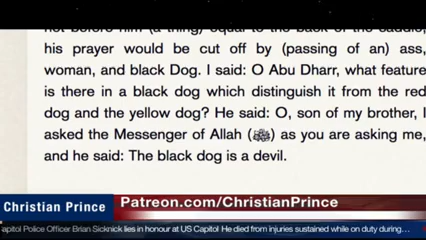 not before him (a thing) equal to the back of the saddle,
his prayer would be cut off by (passing of an) ass,
woman, and black Dog. I said: O Abu Dharr, what feature
is there in a black dog which distinguish it from the red
dog and the yellow dog? He said: O, son of my brother, I
asked the Messenger of Allah (ﷺ) as you are asking me,
and he said: The black dog is a devil.
Christian Prince
Patreon.com/ChristianPrince
apitol Police Officer Brian Sicknick lies in honour at US Capitol He died from injuries sustained while on duty during...